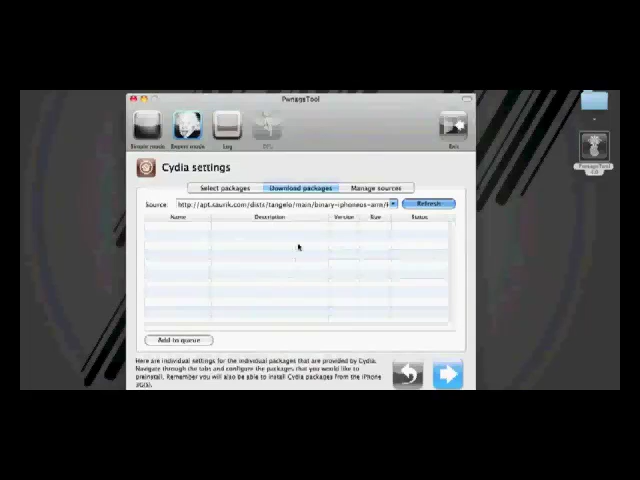 PwnageTool
Simple mode Expert mode Log DFU Exit
Cydia settings
Select packages Download packages Manage sources
Source: http://apt.saurik.com/dists/tangelo/main/binary-iphoneos-arm/ Refresh
Name Description Version Size Status
Add to queue
Here are individual settings for the individual packages that are provided by Cydia.
Navigate through the tabs and configure the packages that you would like to
preinstall. Remember you will also be able to install Cydia packages from the iPhone
3G(S).
PwnageTool